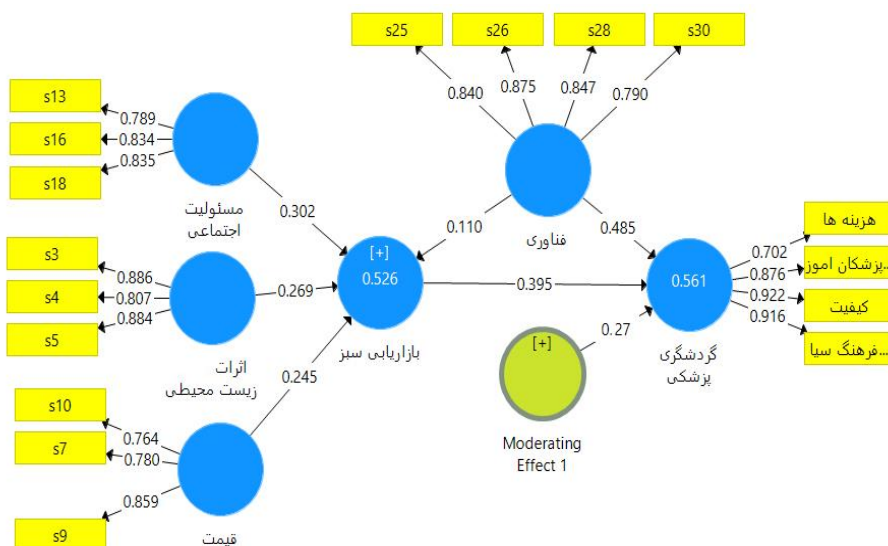 s25
s26
s28
s30
0.840
0.875
0.847
0.790
s13
s16
s18
0.789
0.834
0.835
مسئولیت
اجتماعی
0.302
0.110
فناوری
0.485
s3
s4
s5
0.886
0.807
0.884
اثرات
زیست محیطی
0.269
[+]
0.526
بازاریابی سبز
0.395
0.561
گردشگری
پزشکی
0.702
0.876
0.922
0.916
هزینه ها
پزشکان اموز...
کیفیت
فرهنگ سیا...
[+]
0.27
Moderating
Effect 1
s10
s7
s9
0.764
0.780
0.859
0.245
قیمت